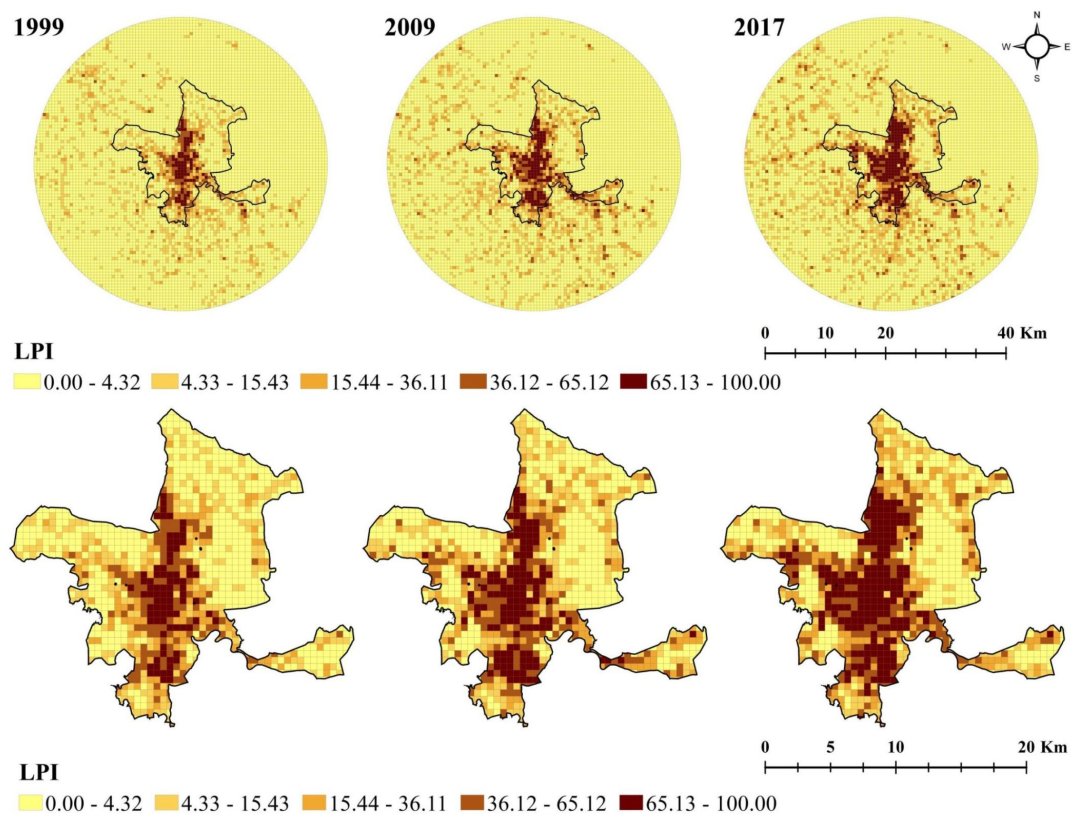 1999
2009
2017
N
W E
S
0 10 20 40 Km
LPI
0.00 - 4.32 4.33 - 15.43 15.44 - 36.11 36.12 - 65.12 65.13 - 100.00
0 5 10 20 Km
LPI
0.00 - 4.32 4.33 - 15.43 15.44 - 36.11 36.12 - 65.12 65.13 - 100.00